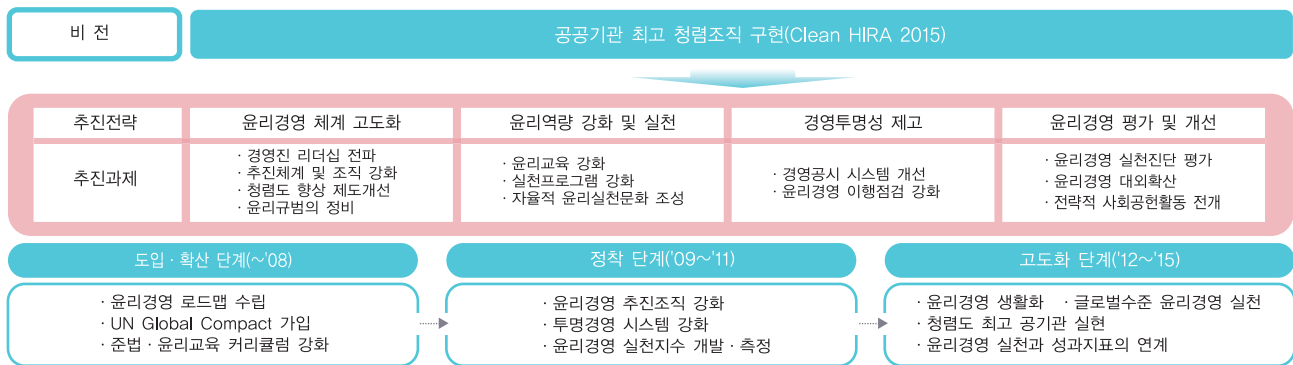 비 전
공공기관 최고 청렴조직 구현(Clean HIRA 2015)
추진전략
윤리경영 체계 고도화
윤리역량 강화 및 실천
경영투명성 제고
윤리경영 평가 및 개선
추진과제
· 경영진 리더십 전파
· 추진체계 및 조직 강화
· 청렴도 향상 제도개선
· 윤리규범의 정비
· 윤리교육 강화
· 실천프로그램 강화
· 자율적 윤리실천문화 조성
· 경영공시 시스템 개선
· 윤리경영 이행점검 강화
· 윤리경영 실천진단 평가
· 윤리경영 대외확산
· 전략적 사회공헌활동 전개
도입 · 확산 단계(~'08)
· 윤리경영 로드맵 수립
· UN Global Compact 가입
· 준법 · 윤리교육 커리큘럼 강화
정착 단계('09~'11)
· 윤리경영 추진조직 강화
· 투명경영 시스템 강화
· 윤리경영 실천지수 개발 · 측정
고도화 단계('12~'15)
· 윤리경영 생활화 · 글로벌수준 윤리경영 실천
· 청렴도 최고 공기관 실현
· 윤리경영 실천과 성과지표의 연계